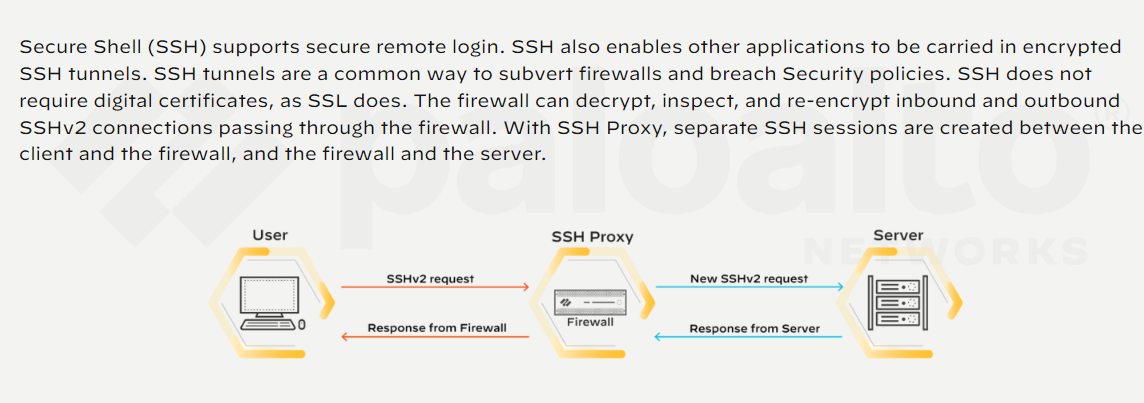 Secure Shell (SSH) supports secure remote login. SSH also enables other applications to be carried in encrypted
SSH tunnels. SSH tunnels are a common way to subvert firewalls and breach Security policies. SSH does not
require digital certificates, as SSL does. The firewall can decrypt, inspect, and re-encrypt inbound and outbound
SSHv2 connections passing through the firewall. With SSH Proxy, separate SSH sessions are created between the
client and the firewall, and the firewall and the server.
paloalto
NETWORKS
User
SSH Proxy
Server
SSHv2 request
New SSHv2 request
Firewall
Response from Firewall
Response from Server